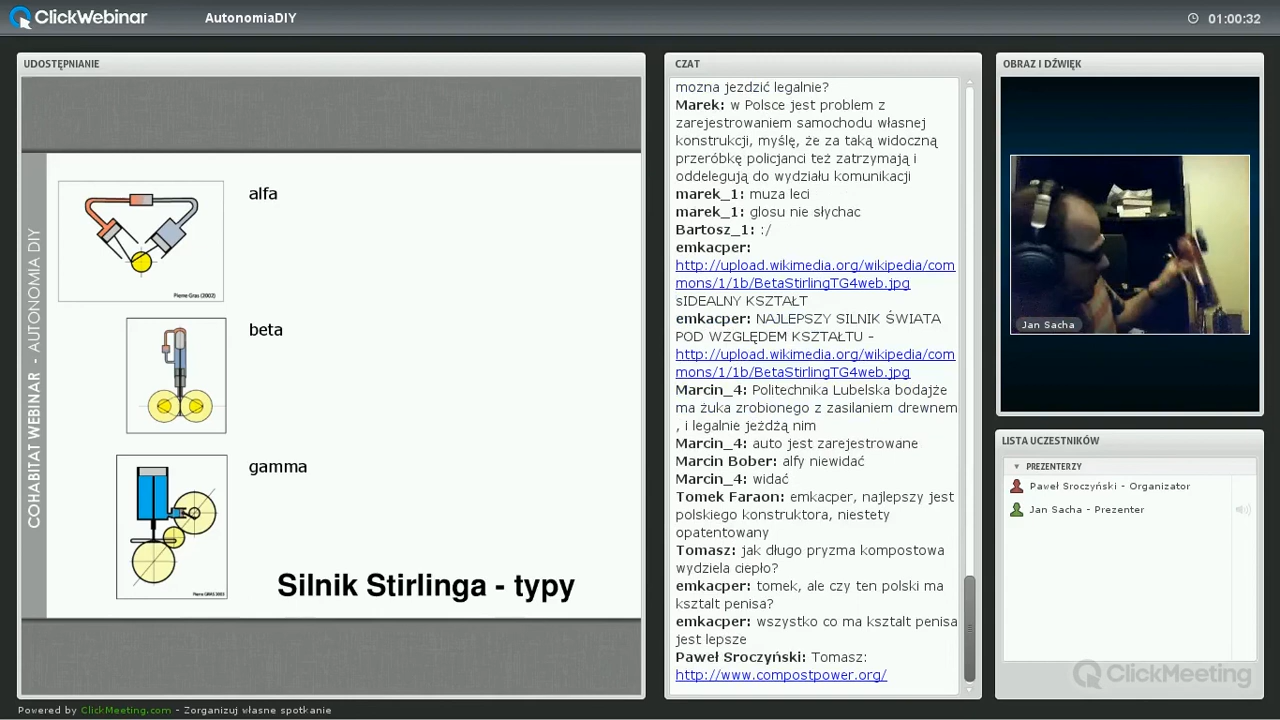 ClickWebinar
AutonomiaDIY
01:00:32
UDOSTĘPNIANIE
COHABITAT WEBINAR - AUTONOMIA DIY
alfa
Pierre-Gras (2002)
beta
gamma
Pierre GRAS 2003
Silnik Stirlinga - typy
CZAT
mozna jezdzić legalnie?
Marek: w Polsce jest problem z
zarejestrowaniem samochodu własnej
konstrukcji, myślę, że za taką widoczną
przeróbkę policjanci też zatrzymają i
oddelegują do wydziału komunikacji
marek_1: muza leci
marek_1: glosu nie słychac
Bartosz_1: :/
emkacper:
http://upload.wikimedia.org/wikipedia/com
mons/1/1b/BetaStirlingTG4web.jpg
sIDEALNY KSZTAŁT
emkacper: NAJLEPSZY SILNIK ŚWIATA
POD WZGLĘDEM KSZTAŁTU -
http://upload.wikimedia.org/wikipedia/com
mons/1/1b/BetaStirlingTG4web.jpg
Marcin_4: Politechnika Lubelska bodajże
ma żuka zrobionego z zasilaniem drewnem
, i legalnie jeżdżą nim
Marcin_4: auto jest zarejestrowane
Marcin Bober: alfy niewidać
Marcin_4: widać
Tomek Faraon: emkacper, najlepszy jest
polskiego konstruktora, niestety
opatentowany
Tomasz: jak długo pryzma kompostowa
wydziela ciepło?
emkacper: tomek, ale czy ten polski ma
ksztalt penisa?
emkacper: wszystko co ma ksztalt penisa
jest lepsze
Paweł Sroczyński: Tomasz:
http://www.compostpower.org/
OBRAZ I DŹWIĘK
Jan Sacha
LISTA UCZESTNIKÓW
PREZENTERZY
Paweł Sroczyński - Organizator
Jan Sacha - Prezenter
ClickMeeting
Powered by ClickMeeting.com - Zorganizuj własne spotkanie